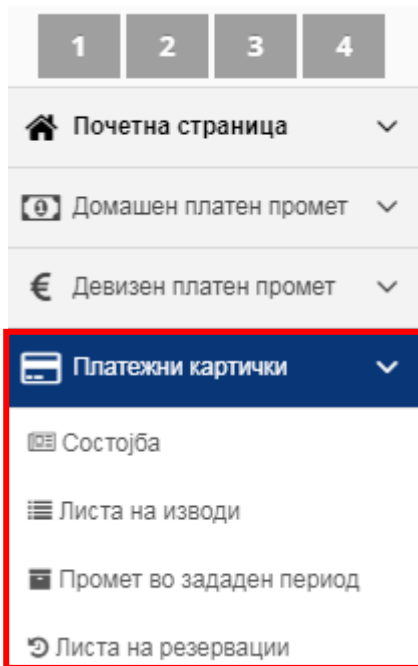 1 2 3 4
Почетна страница
Домашен платен промет
€ Девизен платен промет
Платежни картички
Состојба
Листа на изводи
Промет во зададен период
Листа на резервации